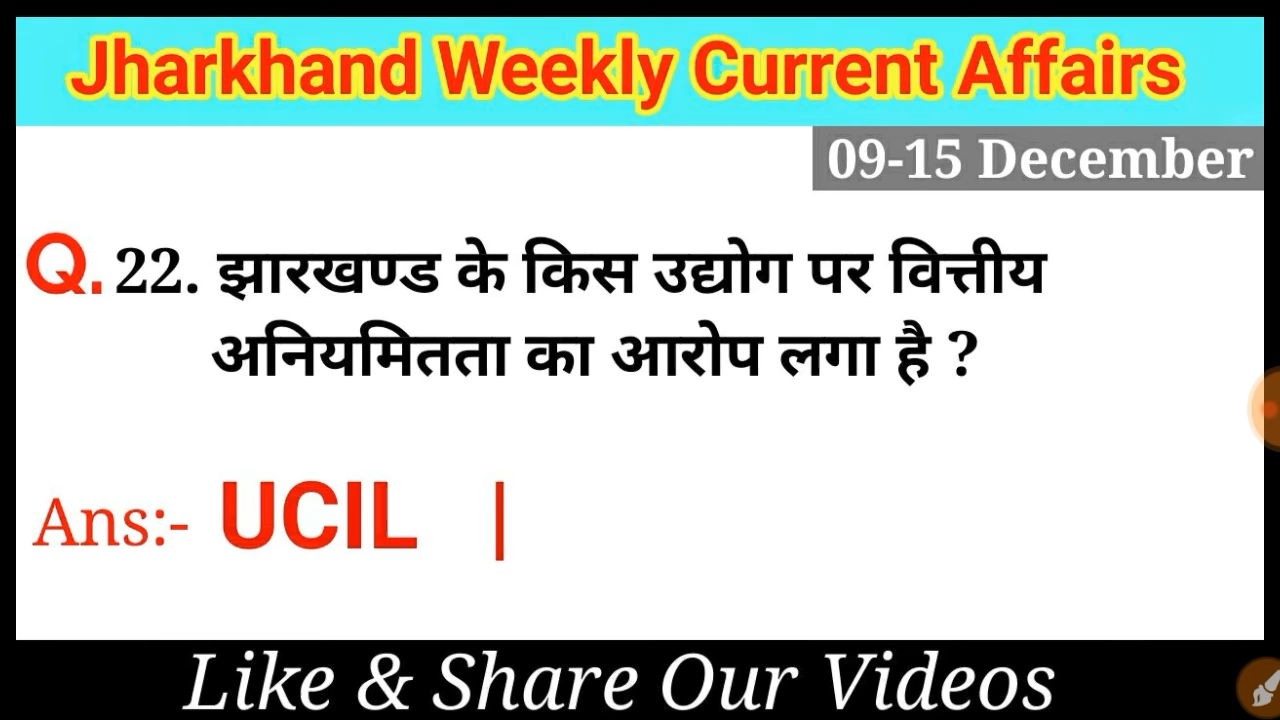 Jharkhand Weekly Current Affairs
09-15 December
Q. 22. झारखण्ड के किस उद्योग पर वित्तीय
अनियमितता का आरोप लगा है ?
Ans:- UCIL |
Like & Share Our Videos